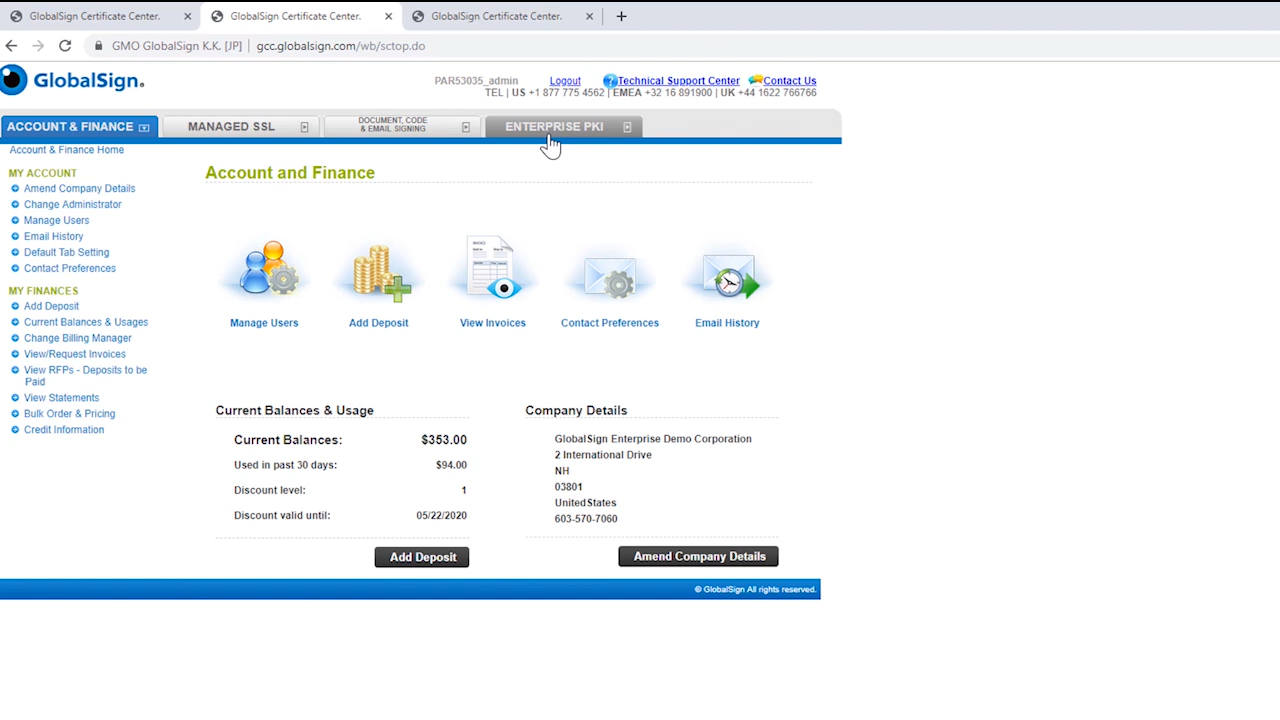 GlobalSign Certificate Center.
GlobalSign Certificate Center.
GlobalSign Certificate Center.
GMO GlobalSign K.K. [JP] | gcc.globalsign.com/wb/sctop.do
GlobalSign.
PAR53035_admin Logout Technical Support Center Contact Us
TEL | US +1 877 775 4562 | EMEA +32 16 891900 | UK +44 1622 766766
ACCOUNT & FINANCE
MANAGED SSL
DOCUMENT, CODE
& EMAIL SIGNING
ENTERPRISE PKI
Account & Finance Home
MY ACCOUNT
Amend Company Details
Change Administrator
Manage Users
Email History
Default Tab Setting
Contact Preferences
MY FINANCES
Add Deposit
Current Balances & Usages
Change Billing Manager
View/Request Invoices
View RFPs - Deposits to be
Paid
View Statements
Bulk Order & Pricing
Credit Information
Account and Finance
INVOICE
Manage Users
Add Deposit
View Invoices
Contact Preferences
Email History
Current Balances & Usage
Current Balances: $353.00
Used in past 30 days: $94.00
Discount level: 1
Discount valid until: 05/22/2020
Add Deposit
Company Details
GlobalSign Enterprise Demo Corporation
2 International Drive
NH
03801
UnitedStates
603-570-7060
Amend Company Details
© GlobalSign All rights reserved.